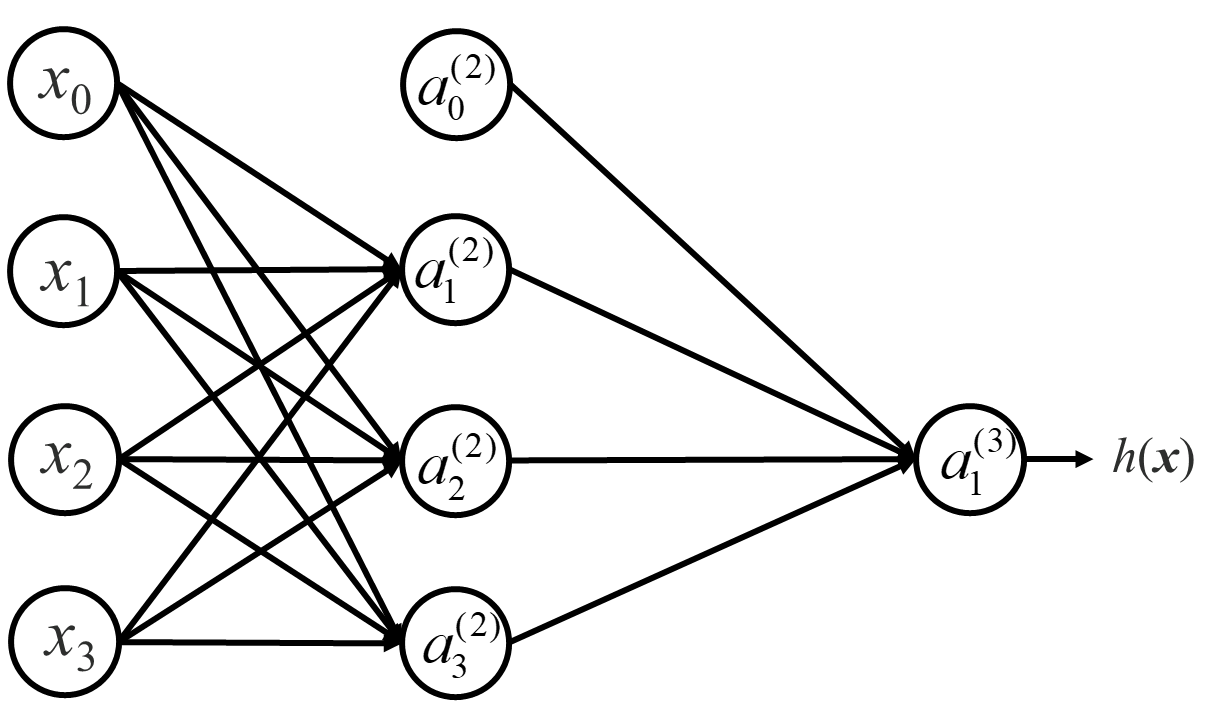 x₀ a₀⁽²⁾
x₁ a₁⁽²⁾
x₂ a₂⁽²⁾ a₁⁽³⁾ h(x)
x₃ a₃⁽²⁾